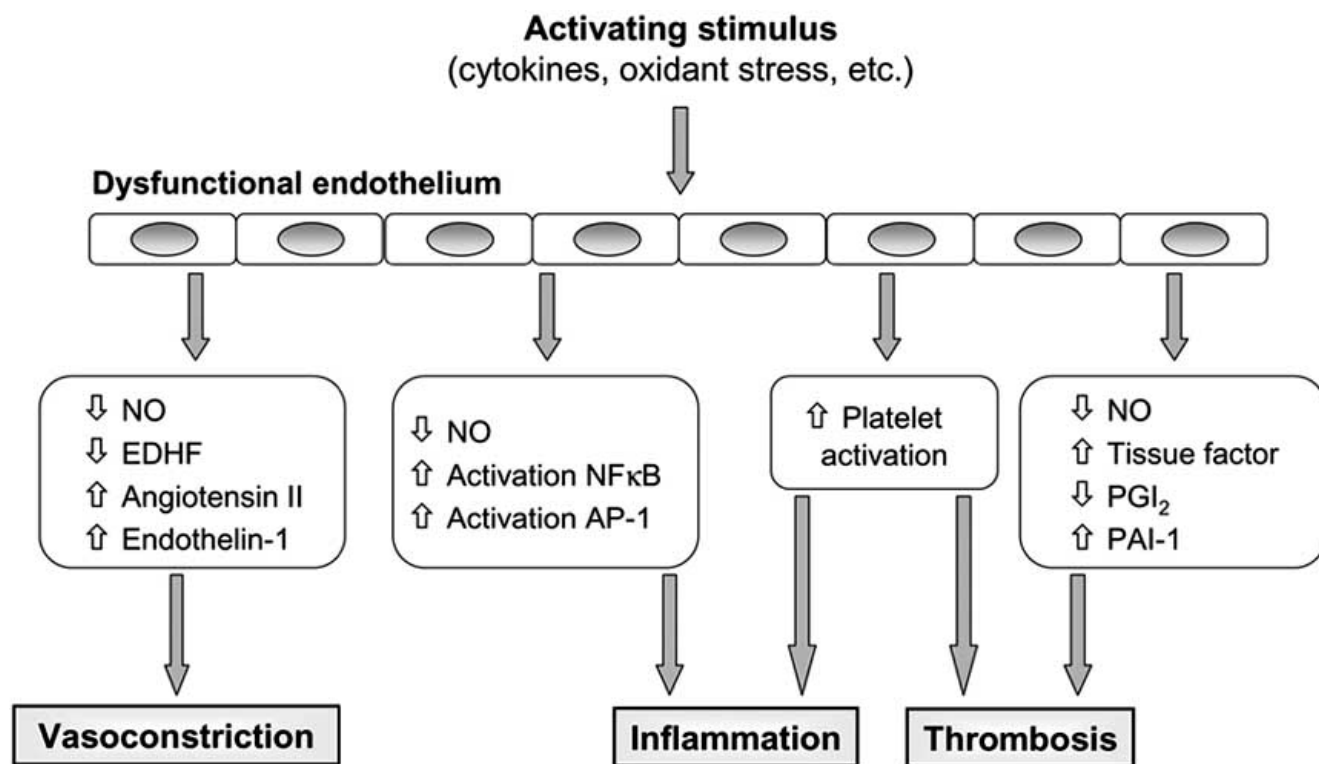 Activating stimulus
(cytokines, oxidant stress, etc.)
Dysfunctional endothelium
⇩ NO
⇩ EDHF
⇧ Angiotensin II
⇧ Endothelin-1
⇩ NO
⇧ Activation NFκB
⇧ Activation AP-1
⇧ Platelet
activation
⇩ NO
⇧ Tissue factor
⇩ PGI₂
⇧ PAI-1
Vasoconstriction
Inflammation
Thrombosis